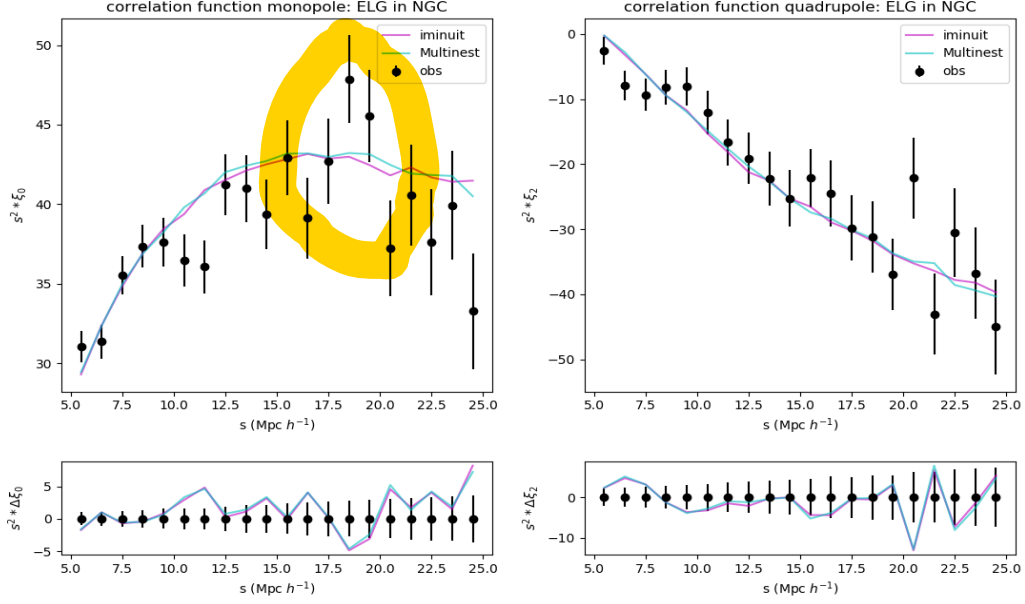 correlation function monopole: ELG in NGC
iminuit
Multinest
obs
s² * ξ₀
50
45
40
35
30
5.0 7.5 10.0 12.5 15.0 17.5 20.0 22.5 25.0
s (Mpc h⁻¹)
correlation function quadrupole: ELG in NGC
iminuit
Multinest
obs
s² * ξ₂
0
−10
−20
−30
−40
−50
5.0 7.5 10.0 12.5 15.0 17.5 20.0 22.5 25.0
s (Mpc h⁻¹)
s² * Δξ₀
5
0
−5
5.0 7.5 10.0 12.5 15.0 17.5 20.0 22.5 25.0
s (Mpc h⁻¹)
s² * Δξ₂
0
−10
5.0 7.5 10.0 12.5 15.0 17.5 20.0 22.5 25.0
s (Mpc h⁻¹)